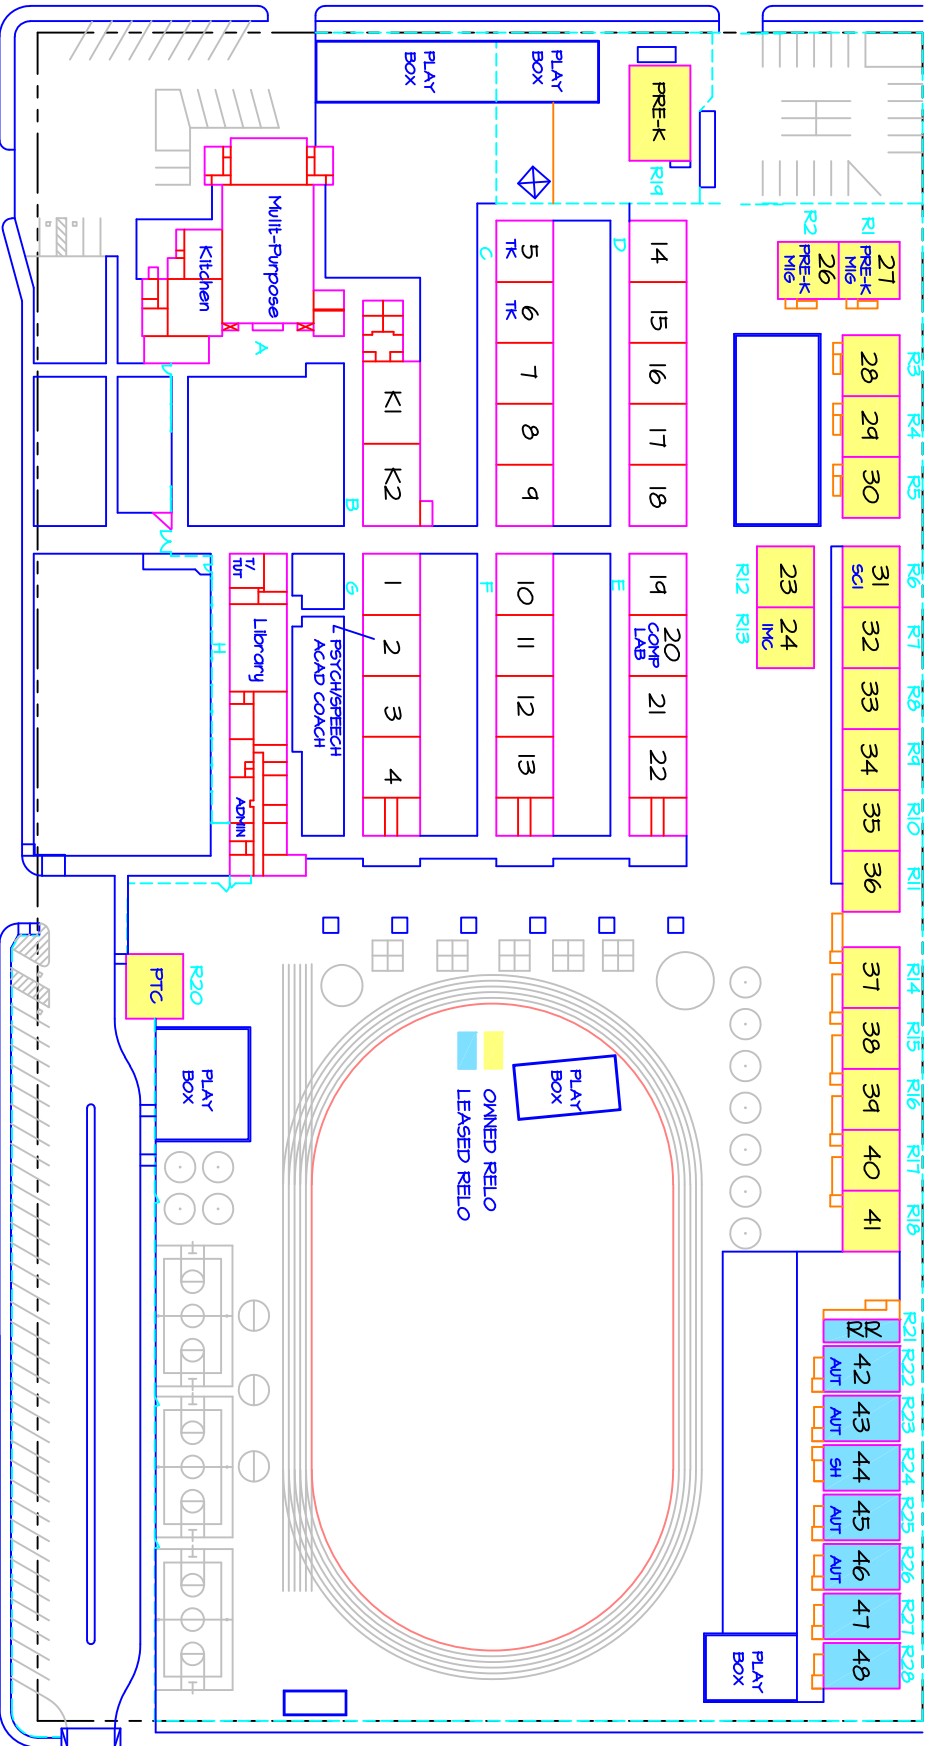 PLAY
BOX
PLAY
BOX
PRE-K
R19
R1
R2
27
PRE-K
MIG
26
PRE-K
MIG
Mulit-Purpose
Kitchen
A
K1
K2
B
C
5
TK
6
TK
7
8
9
D
14
15
16
17
18
28
R3
29
R4
30
R5
T/
TUT
Library
ADMIN
H
PSYCH/SPEECH
ACAD COACH
G
1
2
3
4
F
10
11
12
13
E
19
20
COMP
LAB
21
22
23
R12
24
IMC
R13
31
SCI
R6
32
R7
33
R8
34
R9
35
R10
36
R11
PTC
R20
PLAY
BOX
OWNED RELO
LEASED RELO
PLAY
BOX
37
R14
38
R15
39
R16
40
R17
41
R18
R21
42
AUT
R22
43
AUT
R23
44
SH
R24
45
AUT
R25
46
AUT
R26
47
R27
48
R28
PLAY
BOX